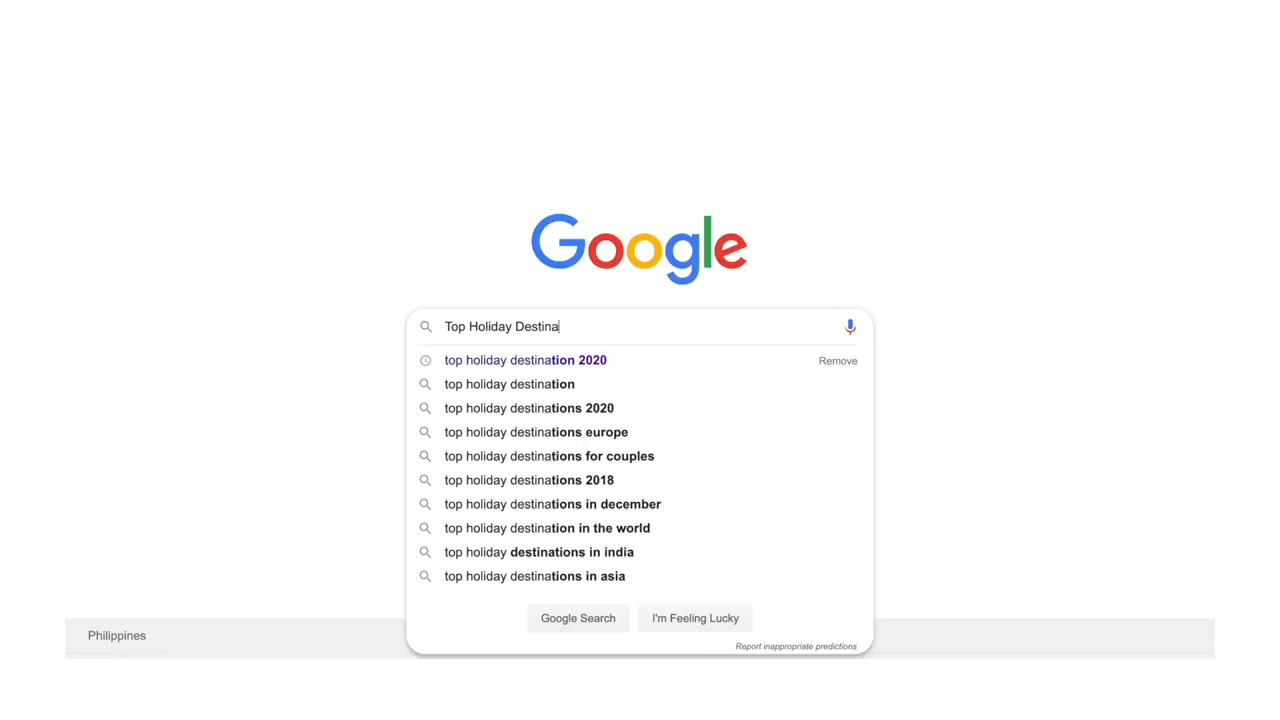 Google
Top Holiday Destina
top holiday destination 2020 Remove
top holiday destination
top holiday destinations 2020
top holiday destinations europe
top holiday destinations for couples
top holiday destinations 2018
top holiday destinations in december
top holiday destination in the world
top holiday destinations in india
top holiday destinations in asia
Google Search I'm Feeling Lucky
Philippines
Report inappropriate predictions